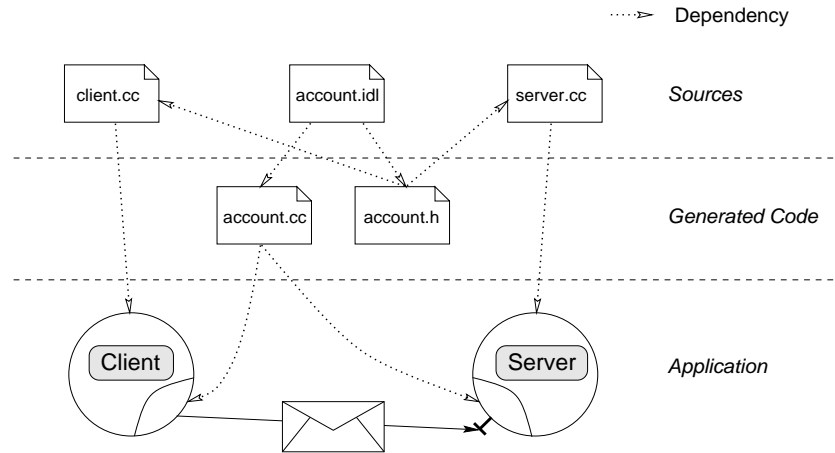 Dependency
client.cc
account.idl
server.cc
Sources
account.cc
account.h
Generated Code
Client
Server
Application